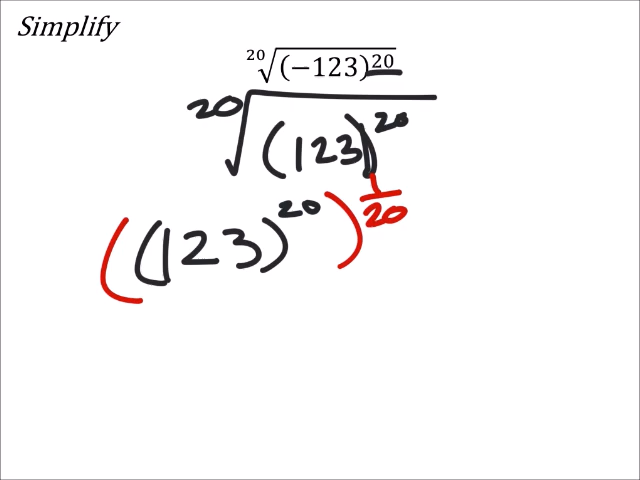 Simplify
²⁰√(−123)²⁰
²⁰√(123)²⁰
((123)²⁰)^(1/20)